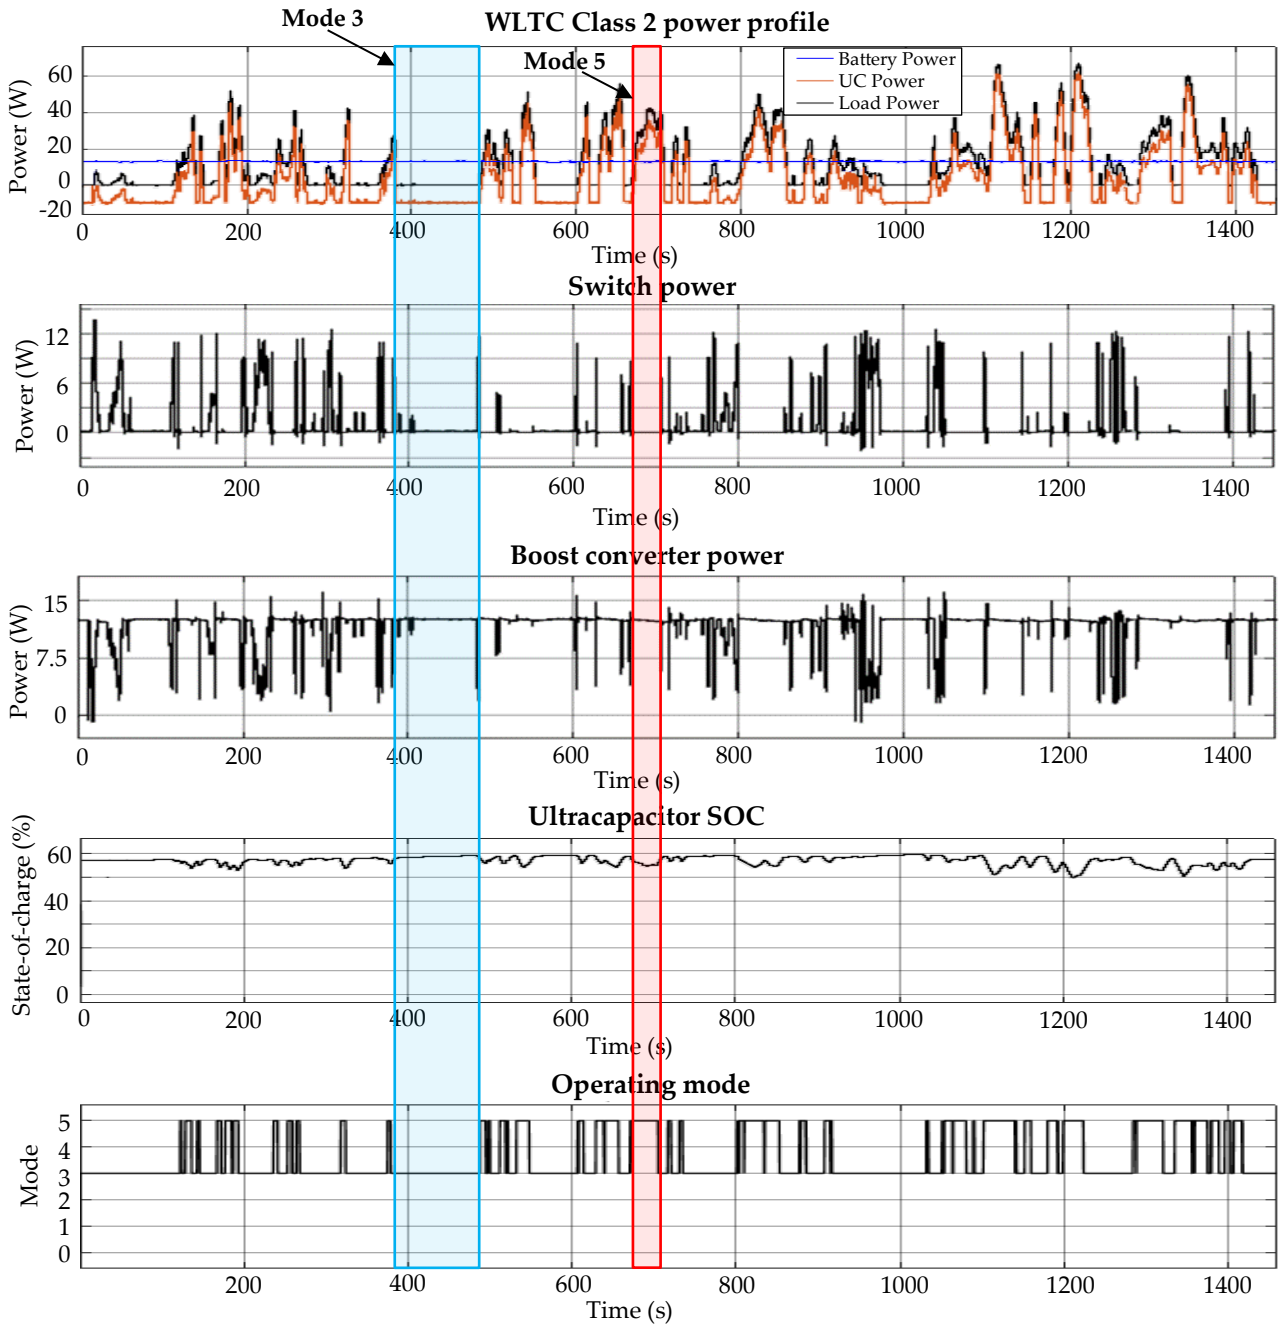 Mode 3
WLTC Class 2 power profile
Mode 5
Battery Power
UC Power
Load Power
Power (W)
60
40
20
0
-20
0 200 400 600 800 1000 1200 1400
Time (s)
Switch power
Power (W)
12
6
0
0 200 400 600 800 1000 1200 1400
Time (s)
Boost converter power
Power (W)
15
7.5
0
0 200 400 600 800 1000 1200 1400
Time (s)
Ultracapacitor SOC
State-of-charge (%)
60
40
20
0
0 200 400 600 800 1000 1200 1400
Time (s)
Operating mode
Mode
5
4
3
2
1
0
200 400 600 800 1000 1200 1400
Time (s)